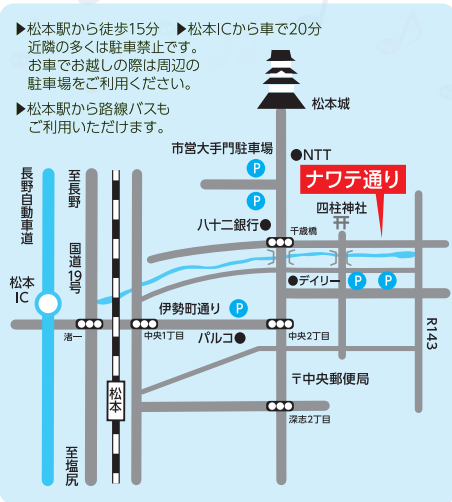 ▶松本駅から徒歩15分 ▶松本ICから車で20分
近隣の多くは駐車禁止です。
お車でお越しの際は周辺の
駐車場をご利用ください。
▶松本駅から路線バスも
ご利用いただけます。
松本城
市営大手門駐車場
●NTT
P
ナワテ通り
P
四柱神社
八十二銀行●
千歳橋
長野自動車道
至長野
国道19号
松本
IC
●デイリー
P
P
伊勢町通り
P
渚一
中央1丁目
パルコ●
中央2丁目
R143
松本
〒中央郵便局
深志2丁目
至塩尻